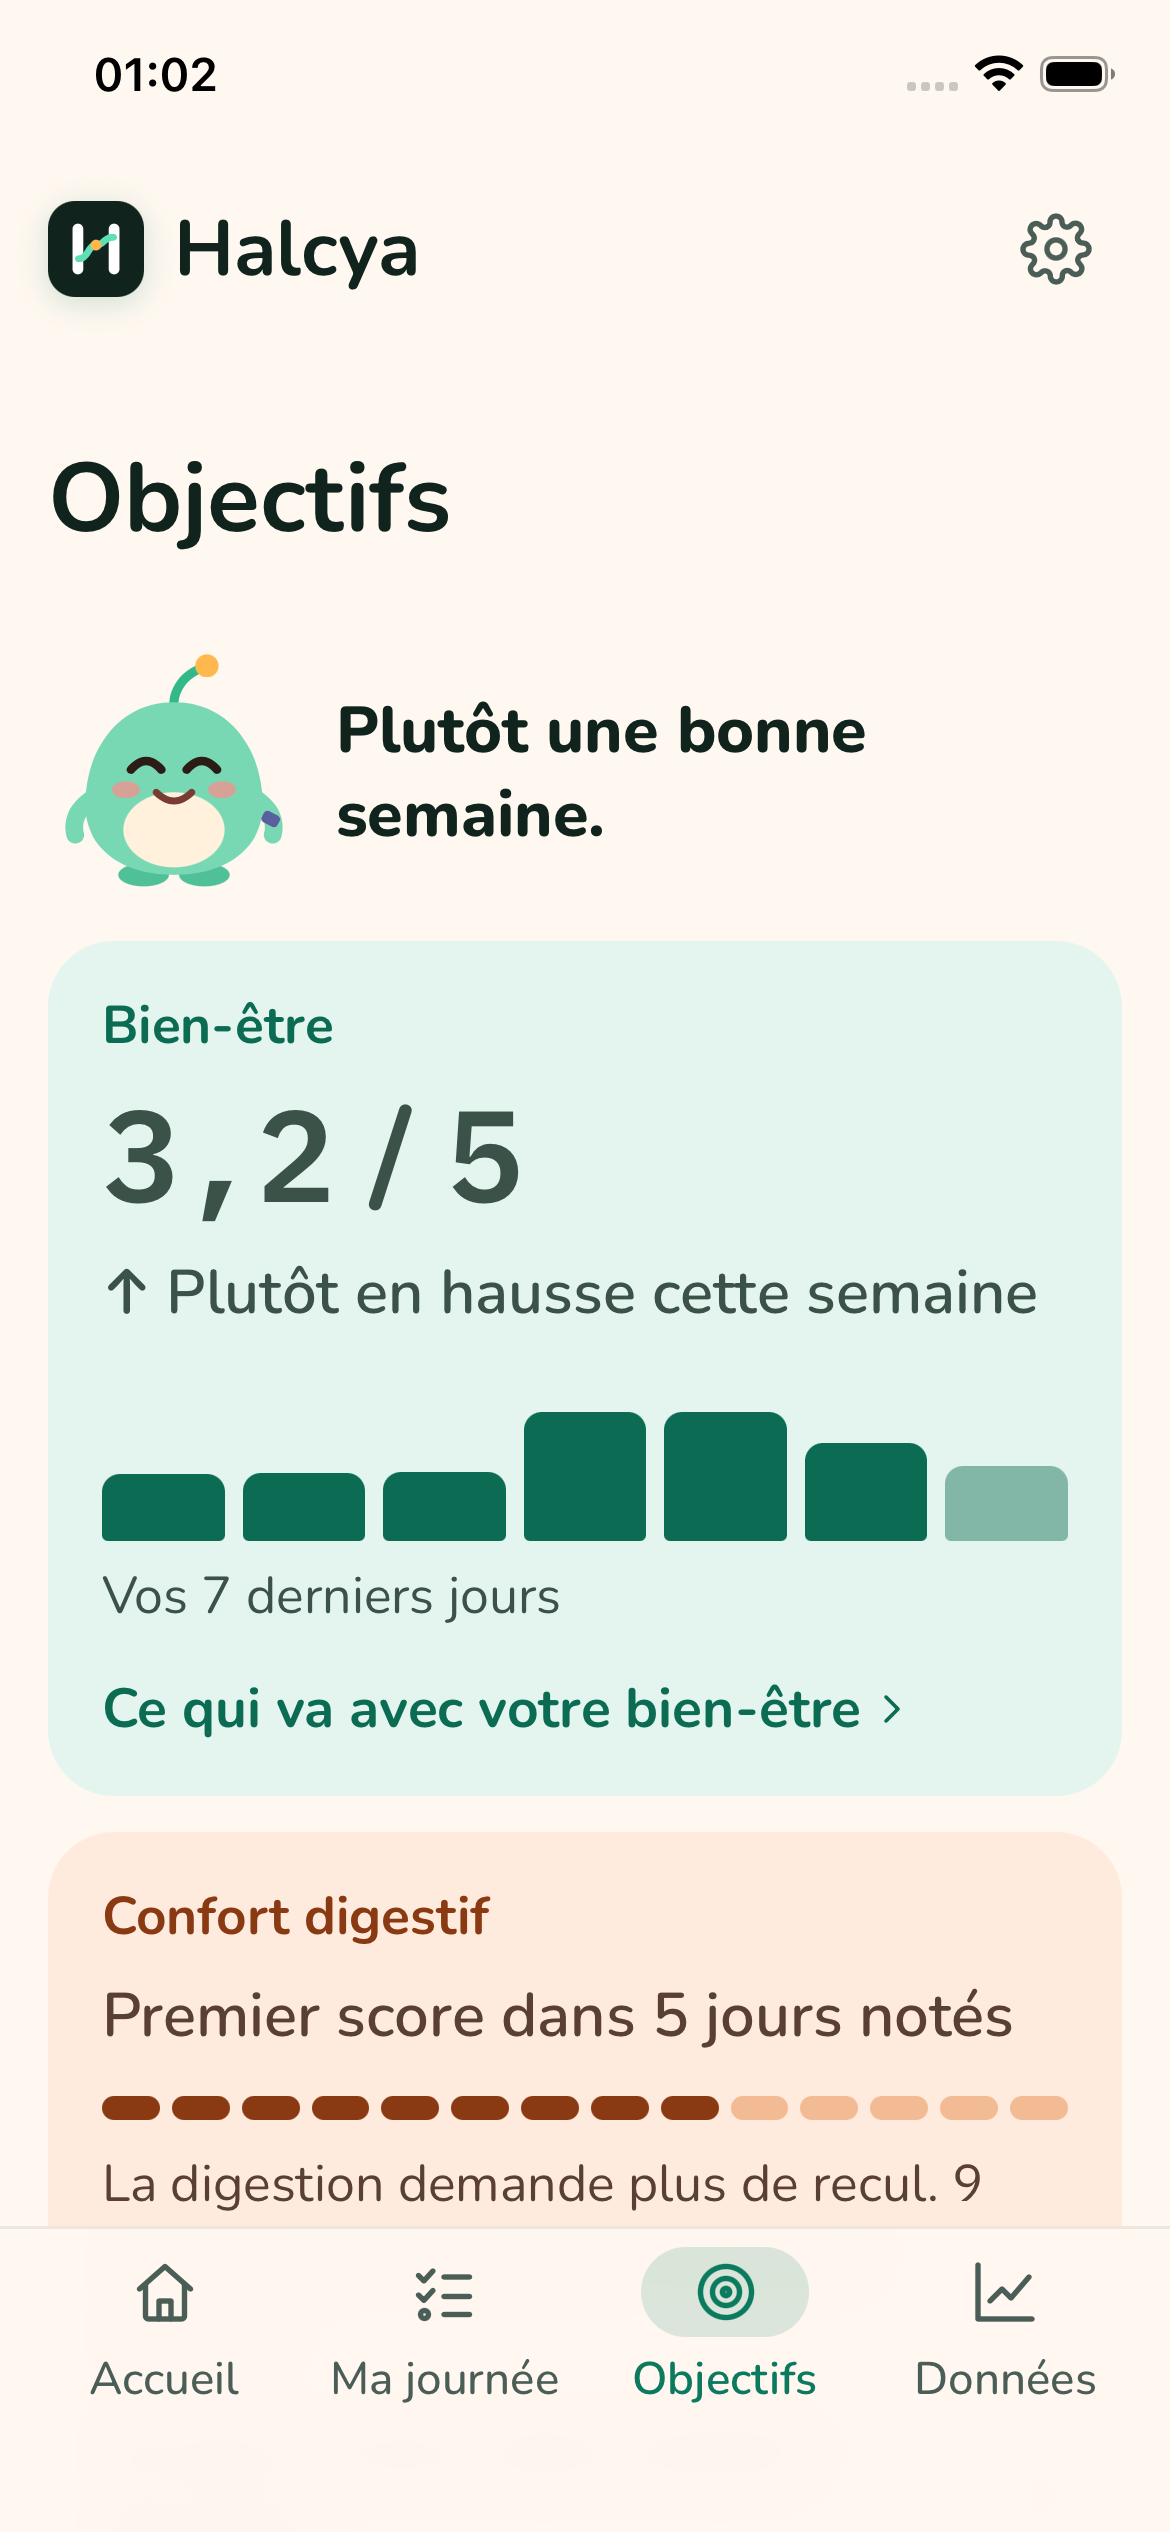 01:02
Halcya
Objectifs
Plutôt une bonne
semaine.
Bien-être
3,2/5
↑ Plutôt en hausse cette semaine
Vos 7 derniers jours
Ce qui va avec votre bien-être >
Confort digestif
Premier score dans 5 jours notés
La digestion demande plus de recul. 9
Accueil
Ma journée
Objectifs
Données